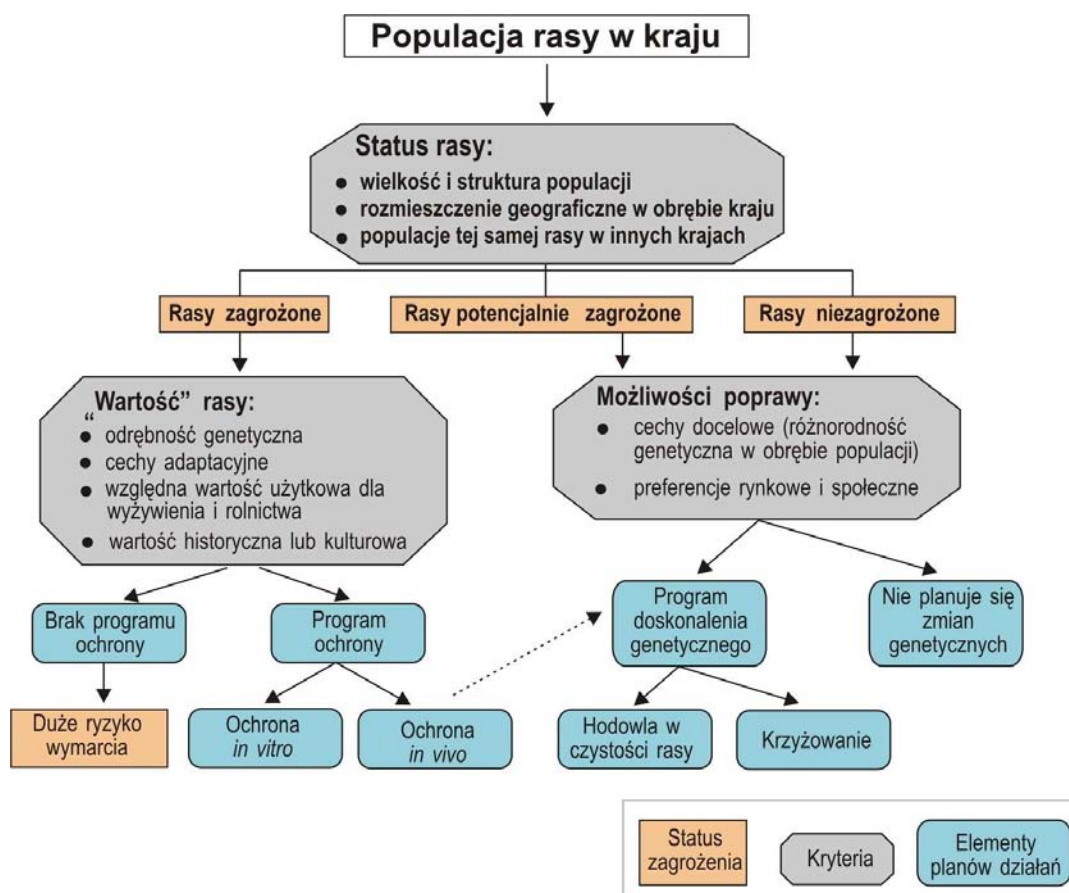 Populacja rasy w kraju
Status rasy:
● wielkość i struktura populacji
● rozmieszczenie geograficzne w obrębie kraju
● populacje tej samej rasy w innych krajach
Rasy zagrożone
Rasy potencjalnie zagrożone
Rasy niezagrożone
„Wartość” rasy:
● odrębność genetyczna
● cechy adaptacyjne
● względna wartość użytkowa dla
wyżywienia i rolnictwa
● wartość historyczna lub kulturowa
Możliwości poprawy:
● cechy docelowe (różnorodność
genetyczna w obrębie populacji)
● preferencje rynkowe i społeczne
Brak programu
ochrony
Program
ochrony
Program
doskonalenia
genetycznego
Nie planuje się
zmian
genetycznych
Duże ryzyko
wymarcia
Ochrona
in vitro
Ochrona
in vivo
Hodowla w
czystości rasy
Krzyżowanie
Status
zagrożenia
Kryteria
Elementy
planów działań